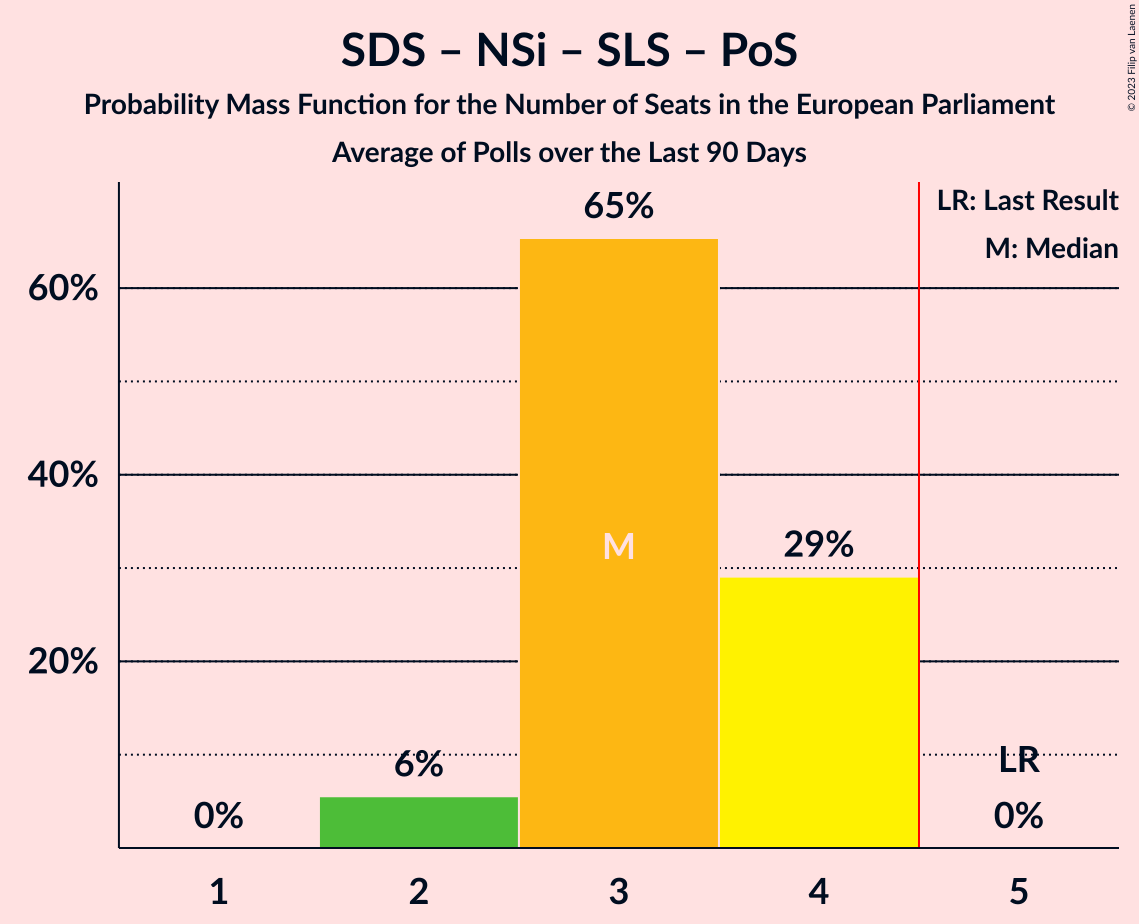 SDS – NSi – SLS – PoS
Probability Mass Function for the Number of Seats in the European Parliament
Average of Polls over the Last 90 Days
© 2023 Filip van Laenen
LR: Last Result
M: Median
65%
60%
40%
M
29%
20%
6%
LR
0%
0%
1 2 3 4 5